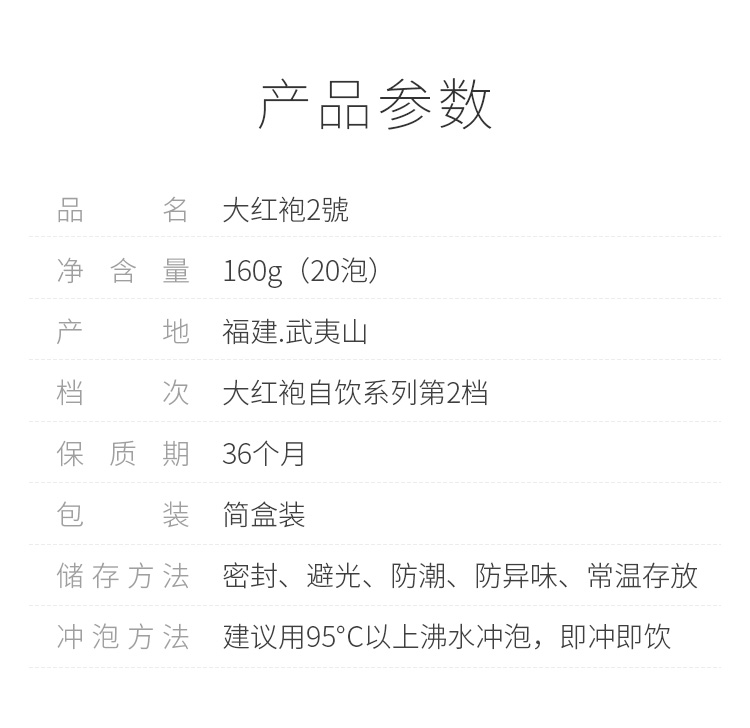 产品参数
品名 大红袍2號
净含量 160g（20泡）
产地 福建.武夷山
档次 大红袍自饮系列第2档
保质期 36个月
包装 简盒装
储存方法 密封、避光、防潮、防异味、常温存放
冲泡方法 建议用95°C以上沸水冲泡，即冲即饮